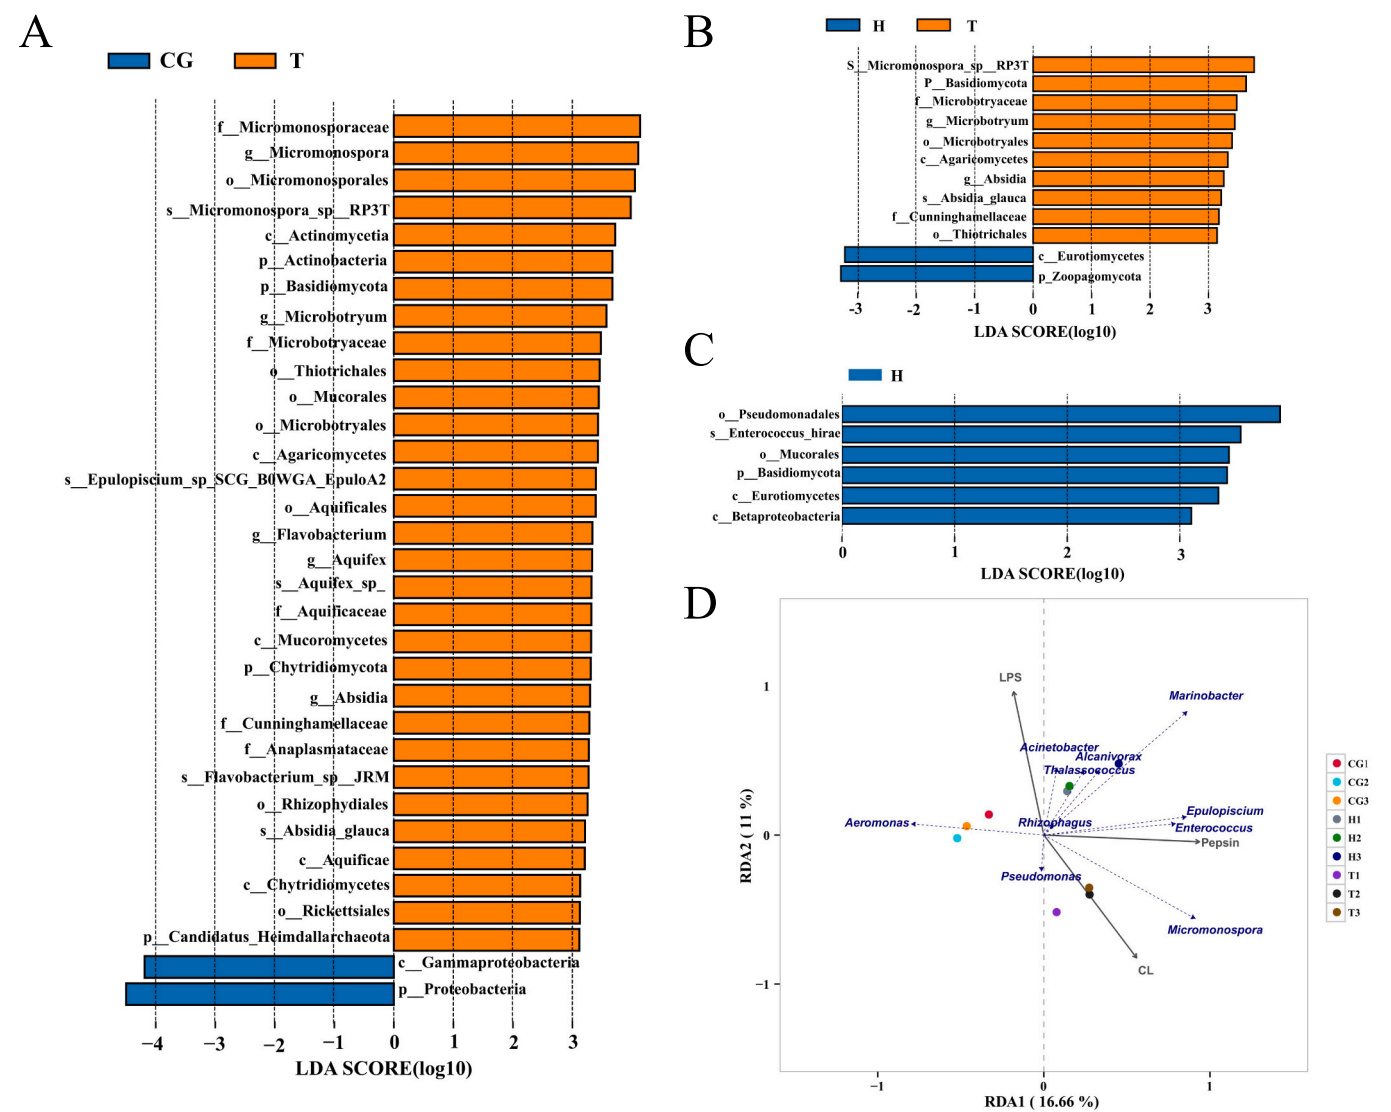 A
CG T
f__Micromonosporaceae
g__Micromonospora
o__Micromonosporales
s__Micromonospora_sp__RP3T
c__Actinomycetia
p__Actinobacteria
p__Basidiomycota
g__Microbotryum
f__Microbotryaceae
o__Thiotrichales
o__Mucorales
o__Microbotryales
c__Agaricomycetes
s__Epulopiscium_sp_SCG_B0WGA_EpuloA2
o__Aquificales
g__Flavobacterium
g__Aquifex
s__Aquifex_sp_
f__Aquificaceae
c__Mucoromycetes
p__Chytridiomycota
g__Absidia
f__Cunninghamellaceae
f__Anaplasmataceae
s__Flavobacterium_sp__JRM
o__Rhizophydiales
s__Absidia_glauca
c__Aquificae
c__Chytridiomycetes
o__Rickettsiales
p__Candidatus_Heimdallarchaeota
c__Gammaproteobacteria
p__Proteobacteria
−4 −3 −2 −1 0 1 2 3
LDA SCORE(log10)
B
H T
S__Micromonospora_sp__RP3T
P__Basidiomycota
f__Microbotryaceae
g__Microbotryum
o__Microbotryales
c__Agaricomycetes
g__Absidia
s__Absidia_glauca
f__Cunninghamellaceae
o__Thiotrichales
c__Eurotiomycetes
p_Zoopagomycota
-3 -2 -1 0 1 2 3
LDA SCORE(log10)
C
H
o__Pseudomonadales
s__Enterococcus_hirae
o__Mucorales
p__Basidiomycota
c__Eurotiomycetes
c__Betaproteobacteria
0 1 2 3
LDA SCORE(log10)
D
LPS
Marinobacter
Acinetobacter
Alcanivorax
Thalassococcus
Epulopiscium
Aeromonas
Rhizophagus
Enterococcus
Pepsin
Pseudomonas
Micromonospora
CL
1
0
−1
RDA2 ( 11 %)
−1 0 1
RDA1 ( 16.66 %)
CG1
CG2
CG3
H1
H2
H3
T1
T2
T3